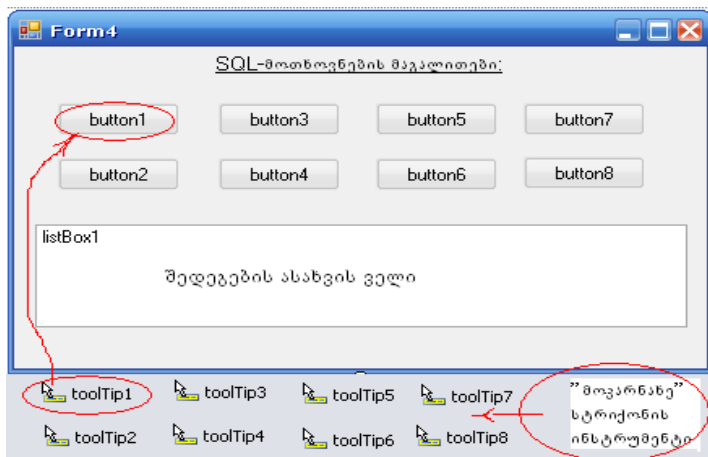 Form4
SQL-მოთხოვნების მაგალითები:
button1 button3 button5 button7
button2 button4 button6 button8
listBox1
შედეგების ასახვის ველი
toolTip1 toolTip3 toolTip5 toolTip7
toolTip2 toolTip4 toolTip6 toolTip8
"მოკარნახე"
სტრიქონის
ინსტრუმენტი